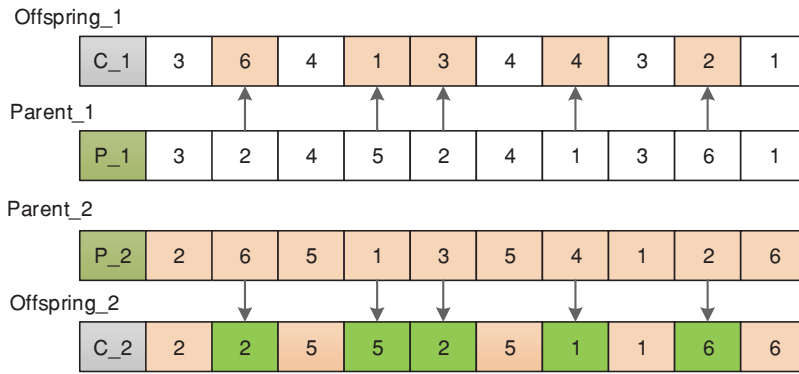 Offspring_1
C_1 3 6 4 1 3 4 4 3 2 1
Parent_1
P_1 3 2 4 5 2 4 1 3 6 1
Parent_2
P_2 2 6 5 1 3 5 4 1 2 6
Offspring_2
C_2 2 2 5 5 2 5 1 1 6 6